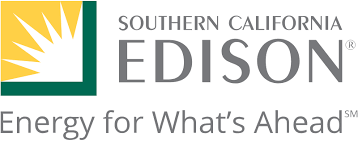 SOUTHERN CALIFORNIA
EDISON®
Energy for What's Ahead℠